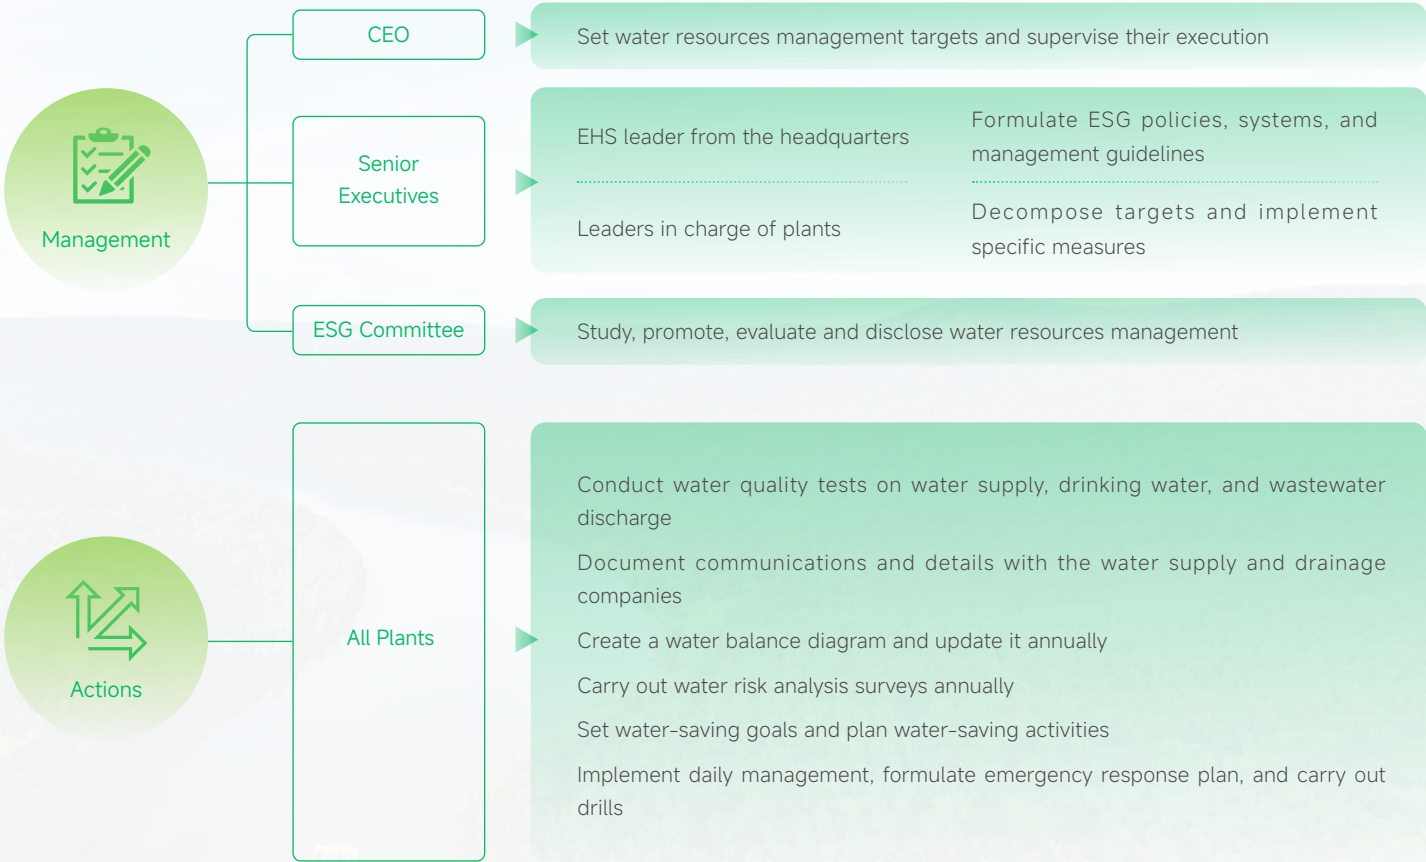 Management
CEO
Set water resources management targets and supervise their execution
Senior
Executives
EHS leader from the headquarters
Formulate ESG policies, systems, and
management guidelines
Leaders in charge of plants
Decompose targets and implement
specific measures
ESG Committee
Study, promote, evaluate and disclose water resources management
Actions
All Plants
Conduct water quality tests on water supply, drinking water, and wastewater
discharge
Document communications and details with the water supply and drainage
companies
Create a water balance diagram and update it annually
Carry out water risk analysis surveys annually
Set water-saving goals and plan water-saving activities
Implement daily management, formulate emergency response plan, and carry out
drills